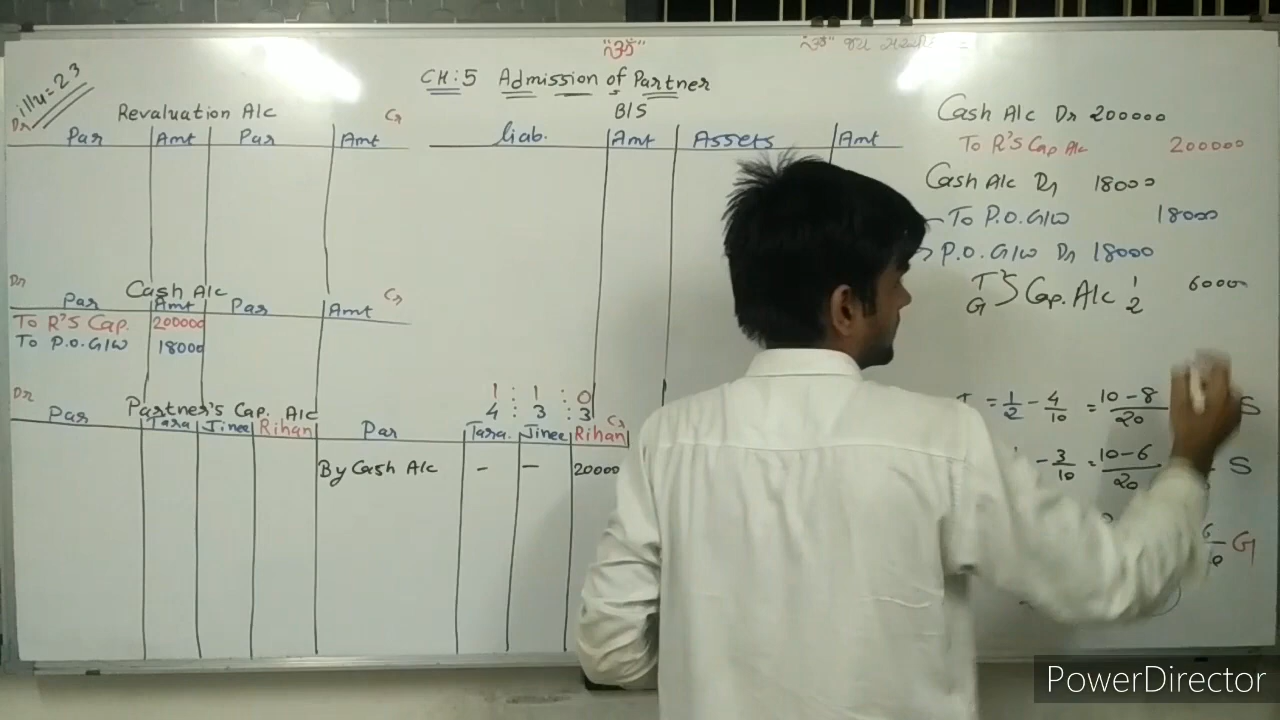 "ॐ"
"ॐ" જય
illu = 23
CH:5 Admission of Partner
Revaluation A/c
Dr
Cr
Par Amt Par Amt
B/S
Liab. Amt Assets Amt
Cash A/c
Dr
Cr
Par Amt Par Amt
To R's Cap. 200000
To P.O.G/W 18000
Partner's Cap. A/c
Dr
Cr
1 : 1 : 0
4 : 3 : 3
Par Tara Jinee Rihan Par Tara. Jinee Rihan
By Cash A/c - - 20000
Cash A/c Dr 200000
To R's Cap A/c 200000
Cash A/c Dr 18000
To P.O. G/W 18000
P.O. G/W Dr 18000
T 1
G } Cap. A/c 2 6000
= 1/2 - 4/10 = 10-8/20 S
- 3/10 = 10-6/20 S
G
PowerDirector